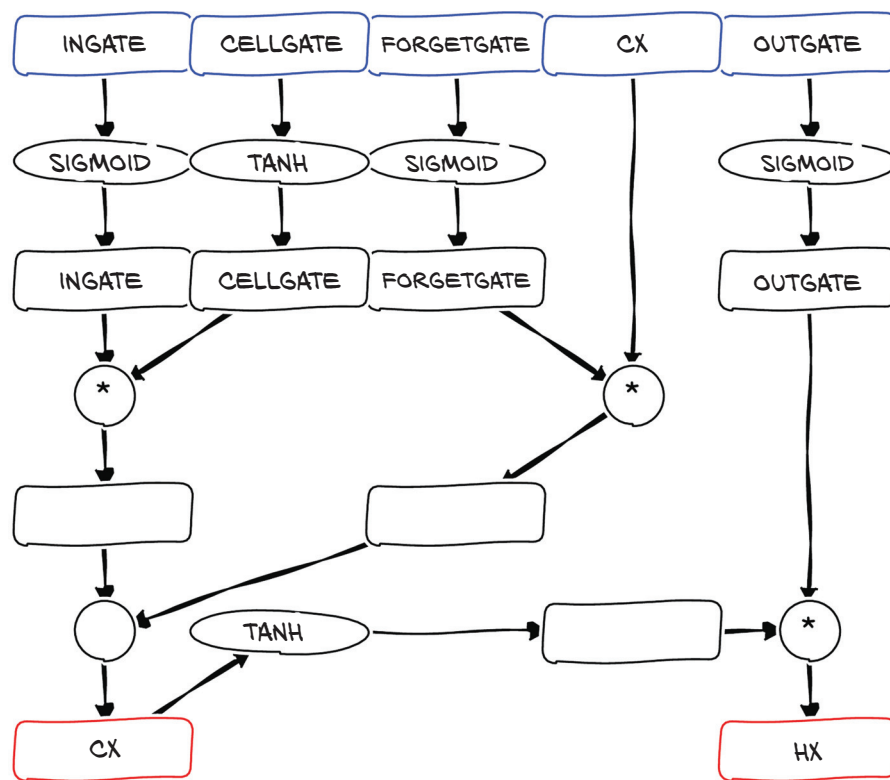 INGATE
CELLGATE
FORGETGATE
CX
OUTGATE
SIGMOID
TANH
SIGMOID
SIGMOID
INGATE
CELLGATE
FORGETGATE
OUTGATE
*
*
TANH
*
CX
HX